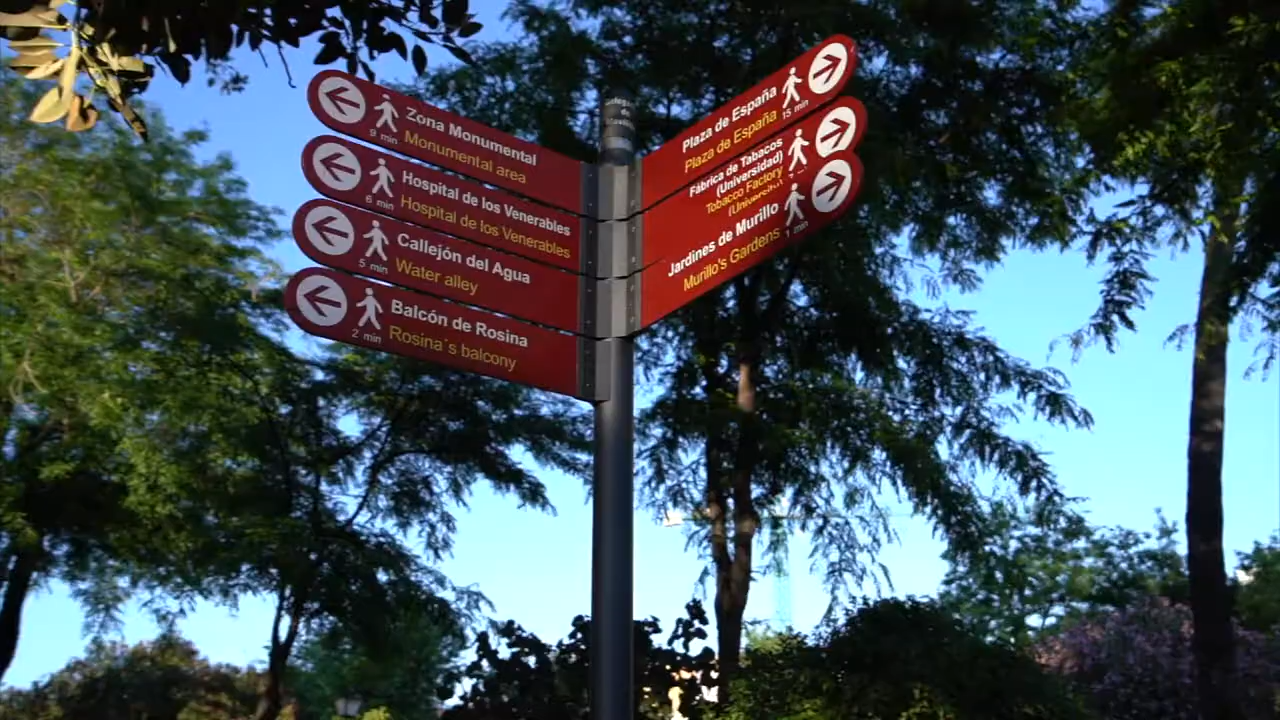 Zona Monumental
Monumental area
9 min
Hospital de los Venerables
Hospital de los Venerables
6 min
Callejón del Agua
Water alley
5 min
Balcón de Rosina
Rosina´s balcony
2 min
Plaza de España
Plaza de España
15 min
Fábrica de Tabacos
(Universidad)
Tobacco Factory
Jardines de Murillo
Murillo's Gardens
1 min